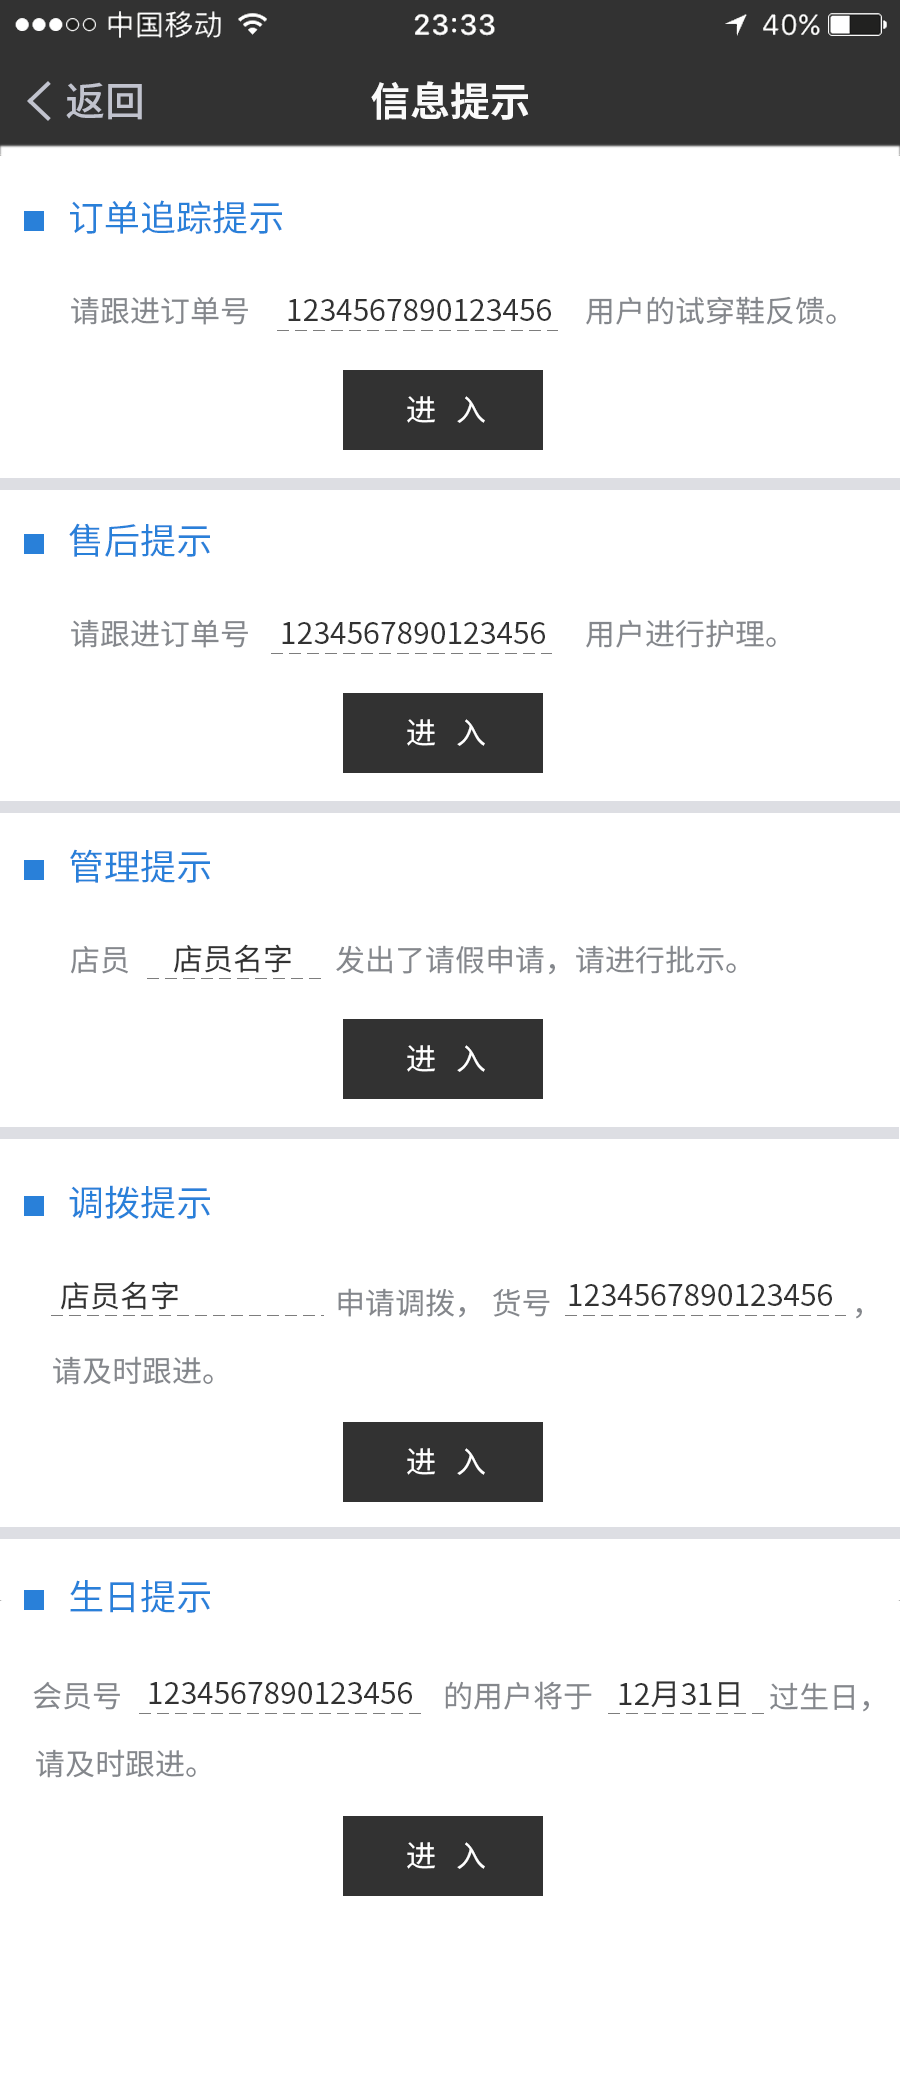 中国移动 23:33 40%
返回 信息提示
订单追踪提示
请跟进订单号 1234567890123456 用户的试穿鞋反馈。
进 入
售后提示
请跟进订单号 1234567890123456 用户进行护理。
进 入
管理提示
店员 店员名字 发出了请假申请，请进行批示。
进 入
调拨提示
店员名字 申请调拨， 货号 1234567890123456 ，
请及时跟进。
进 入
生日提示
会员号 1234567890123456 的用户将于 12月31日 过生日，
请及时跟进。
进 入